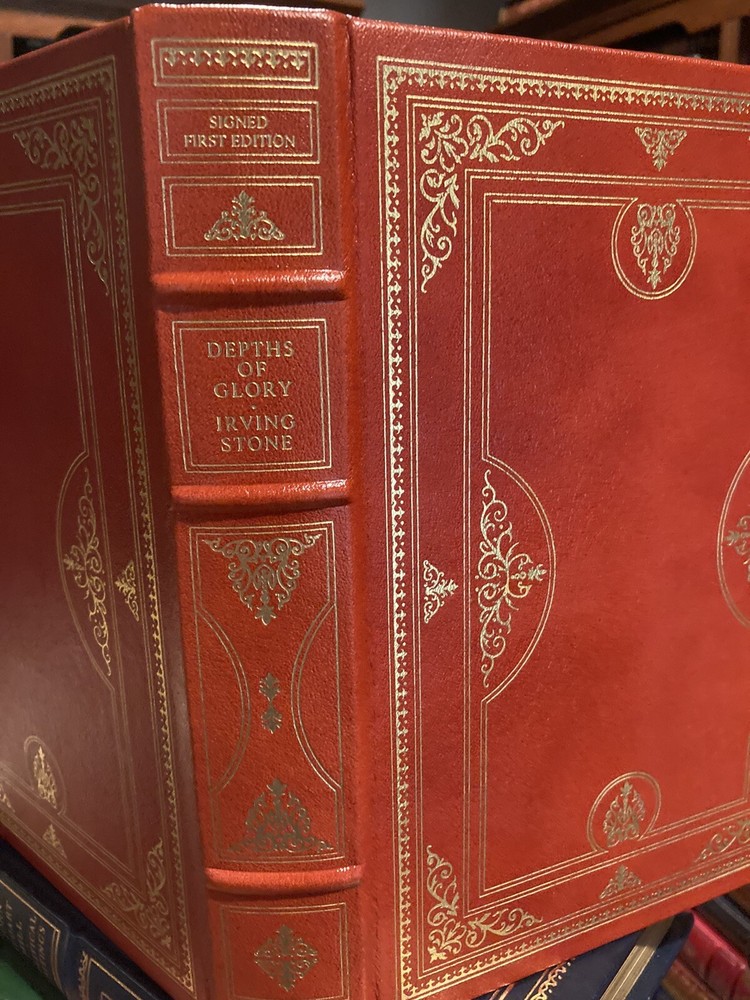 SIGNED
FIRST EDITION
DEPTHS
OF
GLORY
·
IRVING
STONE